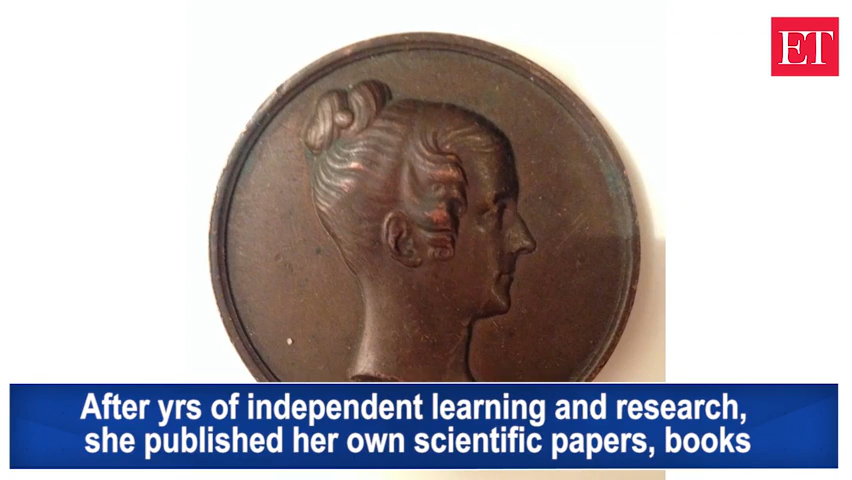 ET
After yrs of independent learning and research,
she published her own scientific papers, books